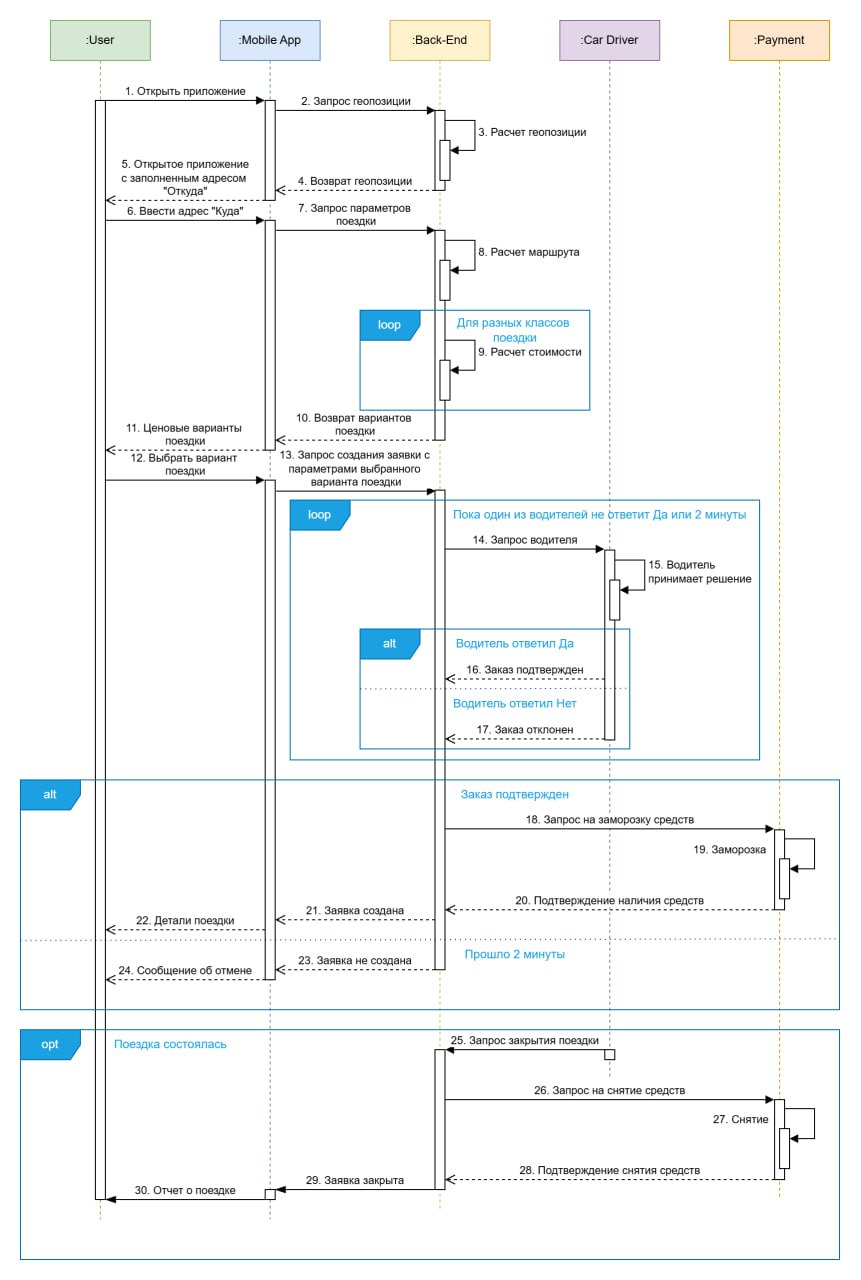 :User
:Mobile App
:Back-End
:Car Driver
:Payment
1. Открыть приложение
2. Запрос геопозиции
3. Расчет геопозиции
4. Возврат геопозиции
5. Открытое приложение
с заполненным адресом
"Откуда"
6. Ввести адрес "Куда"
7. Запрос параметров
поездки
8. Расчет маршрута
loop
Для разных классов
поездки
9. Расчет стоимости
10. Возврат вариантов
поездки
11. Ценовые варианты
поездки
12. Выбрать вариант
поездки
13. Запрос создания заявки с
параметрами выбранного
варианта поездки
loop
Пока один из водителей не ответит Да или 2 минуты
14. Запрос водителя
15. Водитель
принимает решение
alt
Водитель ответил Да
16. Заказ подтвержден
Водитель ответил Нет
17. Заказ отклонен
alt
Заказ подтвержден
18. Запрос на заморозку средств
19. Заморозка
20. Подтверждение наличия средств
21. Заявка создана
22. Детали поездки
Прошло 2 минуты
23. Заявка не создана
24. Сообщение об отмене
opt
Поездка состоялась
25. Запрос закрытия поездки
26. Запрос на снятие средств
27. Снятие
28. Подтверждение снятия средств
29. Заявка закрыта
30. Отчет о поездке